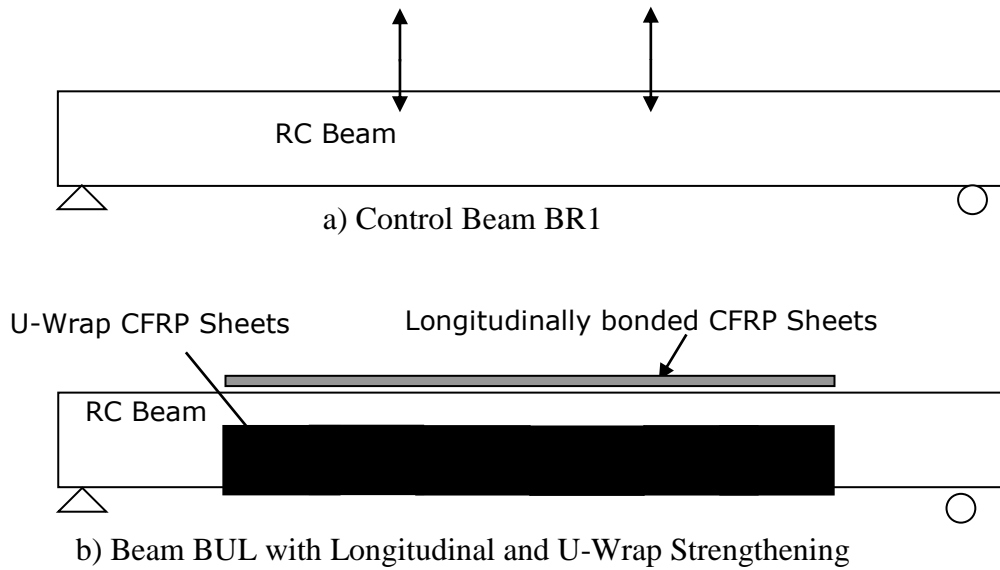 RC Beam
a) Control Beam BR1
U-Wrap CFRP Sheets
Longitudinally bonded CFRP Sheets
RC Beam
b) Beam BUL with Longitudinal and U-Wrap Strengthening